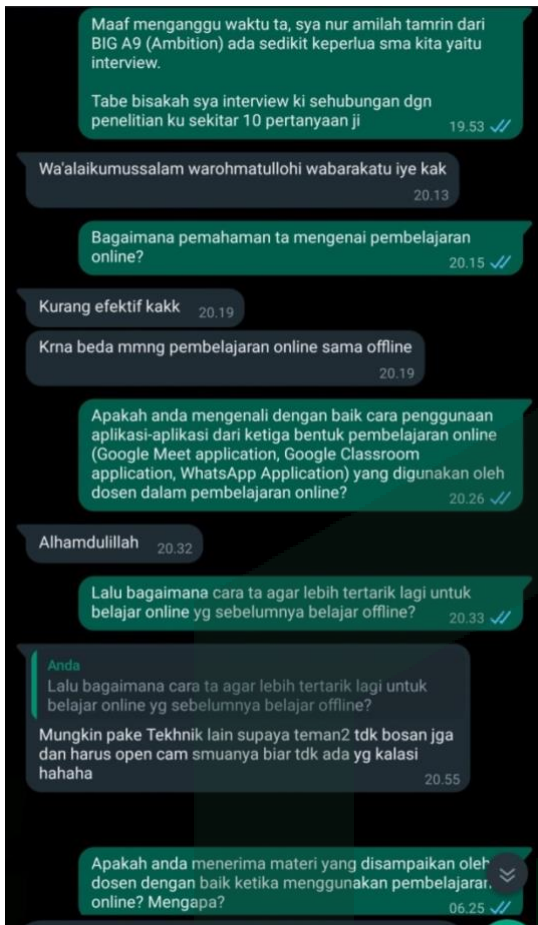 Maaf menganggu waktu ta, sya nur amilah tamrin dari
BIG A9 (Ambition) ada sedikit keperlua sma kita yaitu
interview.
Tabe bisakah sya interview ki sehubungan dgn
penelitian ku sekitar 10 pertanyaan ji
19.53
Wa'alaikumussalam warohmatullohi wabarakatu iye kak
20.13
Bagaimana pemahaman ta mengenai pembelajaran
online?
20.15
Kurang efektif kakk 20.19
Krna beda mmng pembelajaran online sama offline
20.19
Apakah anda mengenali dengan baik cara penggunaan
aplikasi-aplikasi dari ketiga bentuk pembelajaran online
(Google Meet application, Google Classroom
application, WhatsApp Application) yang digunakan oleh
dosen dalam pembelajaran online?
20.26
Alhamdulillah 20.32
Lalu bagaimana cara ta agar lebih tertarik lagi untuk
belajar online yg sebelumnya belajar offline?
20.33
Anda
Lalu bagaimana cara ta agar lebih tertarik lagi untuk
belajar online yg sebelumnya belajar offline?
Mungkin pake Tekhnik lain supaya teman2 tdk bosan jga
dan harus open cam smuanya biar tdk ada yg kalasi
hahaha
20.55
Apakah anda menerima materi yang disampaikan oleh
dosen dengan baik ketika menggunakan
online? Mengapa?
06.25